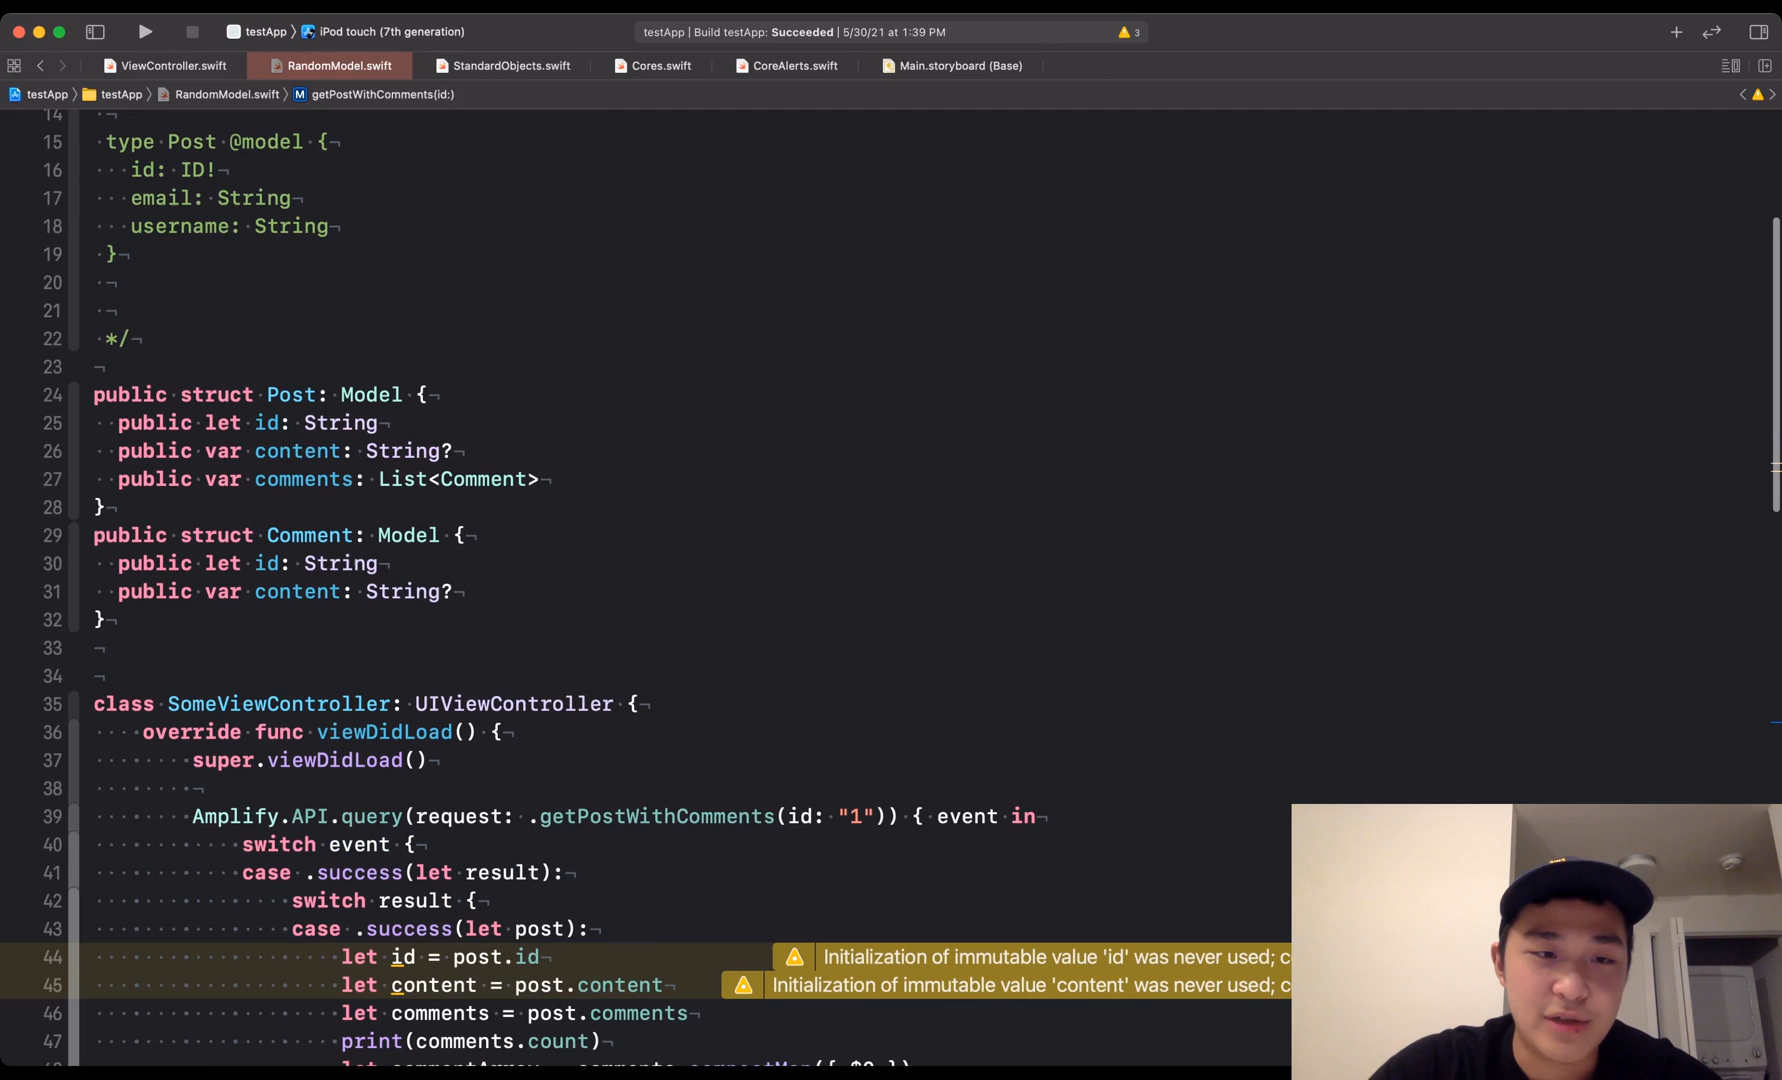 testApp 〉 iPod touch (7th generation)
testApp | Build testApp: Succeeded | 5/30/21 at 1:39 PM
3
ViewController.swift
RandomModel.swift
StandardObjects.swift
Cores.swift
CoreAlerts.swift
Main.storyboard (Base)
testApp 〉 testApp 〉 RandomModel.swift 〉 M getPostWithComments(id:)
14
15 type Post @model {
16 id: ID!
17 email: String
18 username: String
19 }
20
21
22 */
23
24 public struct Post: Model {
25 public let id: String
26 public var content: String?
27 public var comments: List<Comment>
28 }
29 public struct Comment: Model {
30 public let id: String
31 public var content: String?
32 }
33
34
35 class SomeViewController: UIViewController {
36 override func viewDidLoad() {
37 super.viewDidLoad()
38
39 Amplify.API.query(request: .getPostWithComments(id: "1")) { event in
40 switch event {
41 case .success(let result):
42 switch result {
43 case .success(let post):
44 let id = post.id Initialization of immutable value 'id' was never used; c
45 let content = post.content Initialization of immutable value 'content' was never used; c
46 let comments = post.comments
47 print(comments.count)